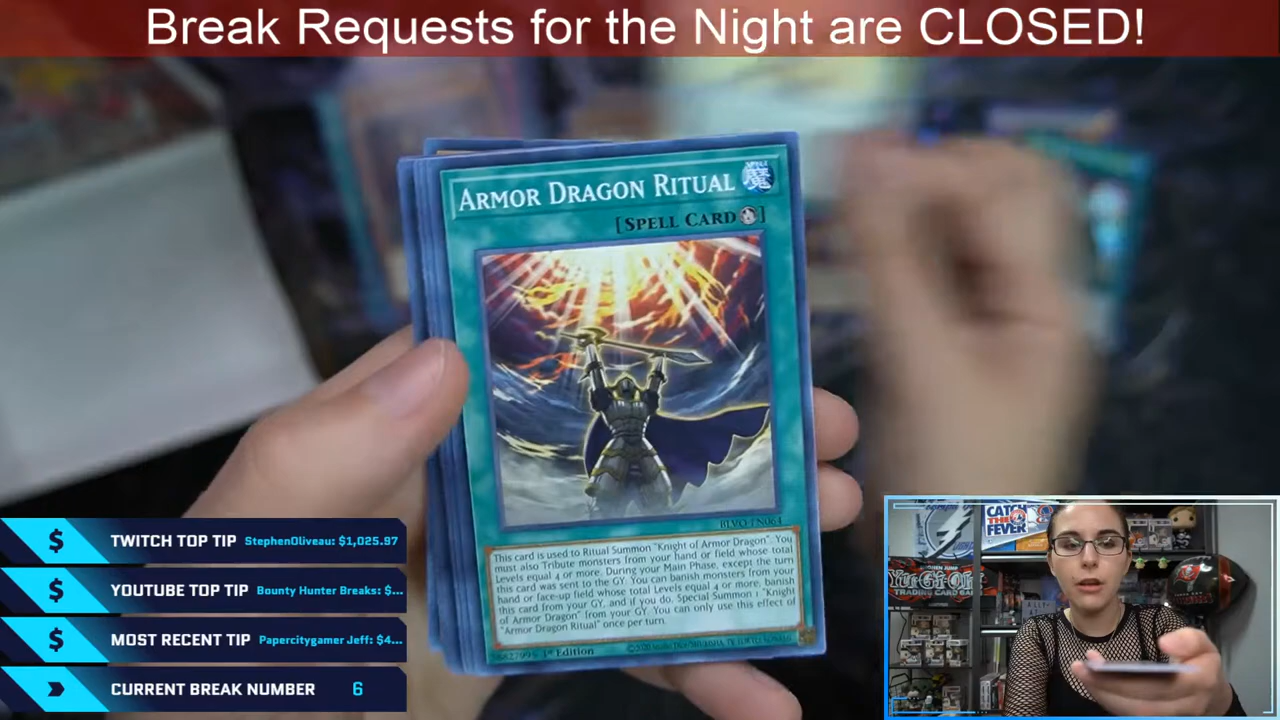 Break Requests for the Night are CLOSED!
ARMOR DRAGON RITUAL
[SPELL CARD]
BLVO-EN064
This card is used to Ritual Summon "Knight of Armor Dragon". You
must also Tribute monsters from your hand or field whose total
Levels equal 4 or more. During your Main Phase, except the turn
this card was sent to the GY: You can banish monsters from your
hand or face-up field whose total Levels equal 4 or more, banish
this card from your GY, and if you do, Special Summon 1 "Knight
of Armor Dragon" from your GY. You can only use this effect of
"Armor Dragon Ritual" once per turn.
1st Edition
TWITCH TOP TIP StephenOliveau: $1,025.97
YOUTUBE TOP TIP Bounty Hunter Breaks: $...
MOST RECENT TIP Papercitygamer Jeff: $4...
CURRENT BREAK NUMBER 6
CATCH
THE
FEVER
Yu-Gi-Oh!
TRADING CARD GAME